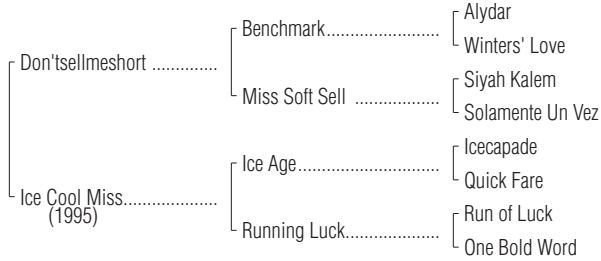 Alydar
Benchmark.......................
Winters' Love
Don'tsellmeshort ..............
Siyah Kalem
Miss Soft Sell ..................
Solamente Un Vez
Icecapade
Ice Age..............................
Quick Fare
Ice Cool Miss....................
(1995)
Run of Luck
Running Luck....................
One Bold Word